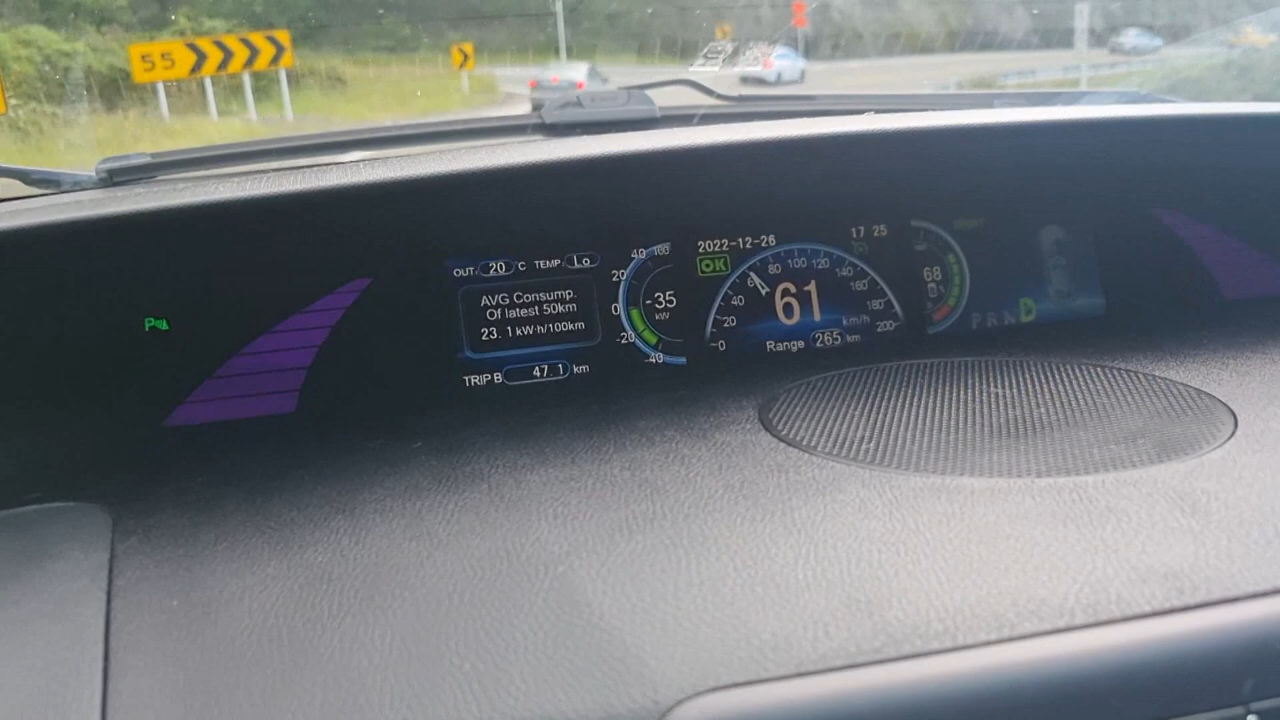 55
P
OUT: 20 °C TEMP: Lo
AVG Consump.
Of latest 50km
23.1 kW·h/100km
TRIP B 47.1 km
40 100
20
0
-20
-40
-35
kW
2022-12-26
OK
17 25
0 20 40 60 80 100 120 140 160 180 200
61
km/h
Range 265 km
68
%
P R N D